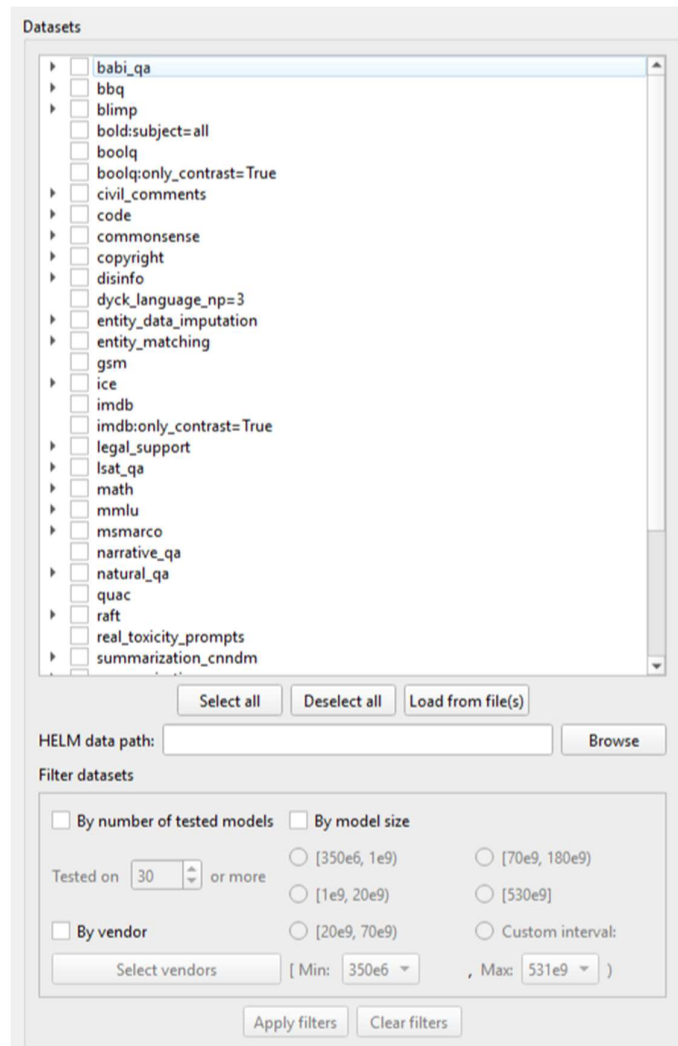 Datasets
babi_qa
bbq
blimp
bold:subject=all
boolq
boolq:only_contrast=True
civil_comments
code
commonsense
copyright
disinfo
dyck_language_np=3
entity_data_imputation
entity_matching
gsm
ice
imdb
imdb:only_contrast=True
legal_support
lsat_qa
math
mmlu
msmarco
narrative_qa
natural_qa
quac
raft
real_toxicity_prompts
summarization_cnndm
Select all Deselect all Load from file(s)
HELM data path: Browse
Filter datasets
By number of tested models By model size
[350e6, 1e9) [70e9, 180e9)
Tested on 30 or more
[1e9, 20e9) [530e9]
By vendor [20e9, 70e9) Custom interval:
Select vendors [ Min: 350e6 , Max: 531e9 )
Apply filters Clear filters